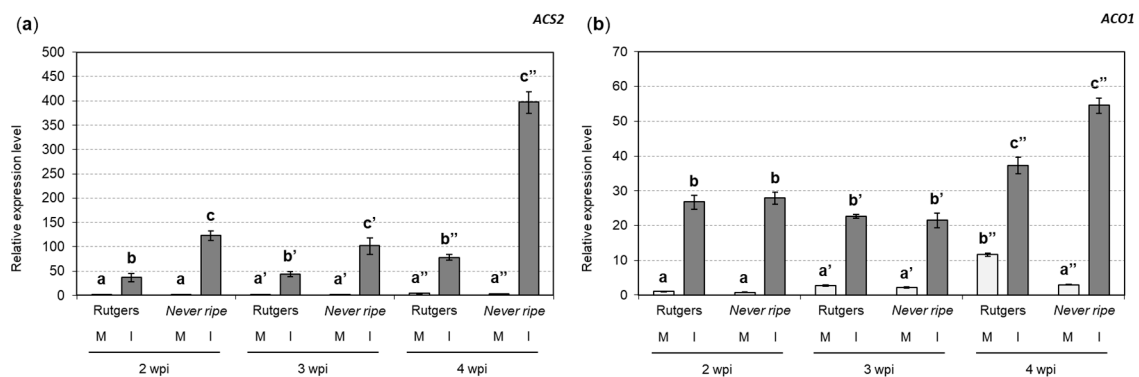 (a) ACS2
Relative expression level
500
450
400
350
300
250
200
150
100
50
0
a b a c a’ b’ a’ c’ a’’ b’’ a’’ c’’
Rutgers Never ripe Rutgers Never ripe Rutgers Never ripe
M I M I M I M I M I M I
2 wpi 3 wpi 4 wpi
(b) ACO1
Relative expression level
70
60
50
40
30
20
10
0
a b a b a’ b’ a’ b’ b’’ c’’ a’’ c’’
Rutgers Never ripe Rutgers Never ripe Rutgers Never ripe
M I M I M I M I M I M I
2 wpi 3 wpi 4 wpi